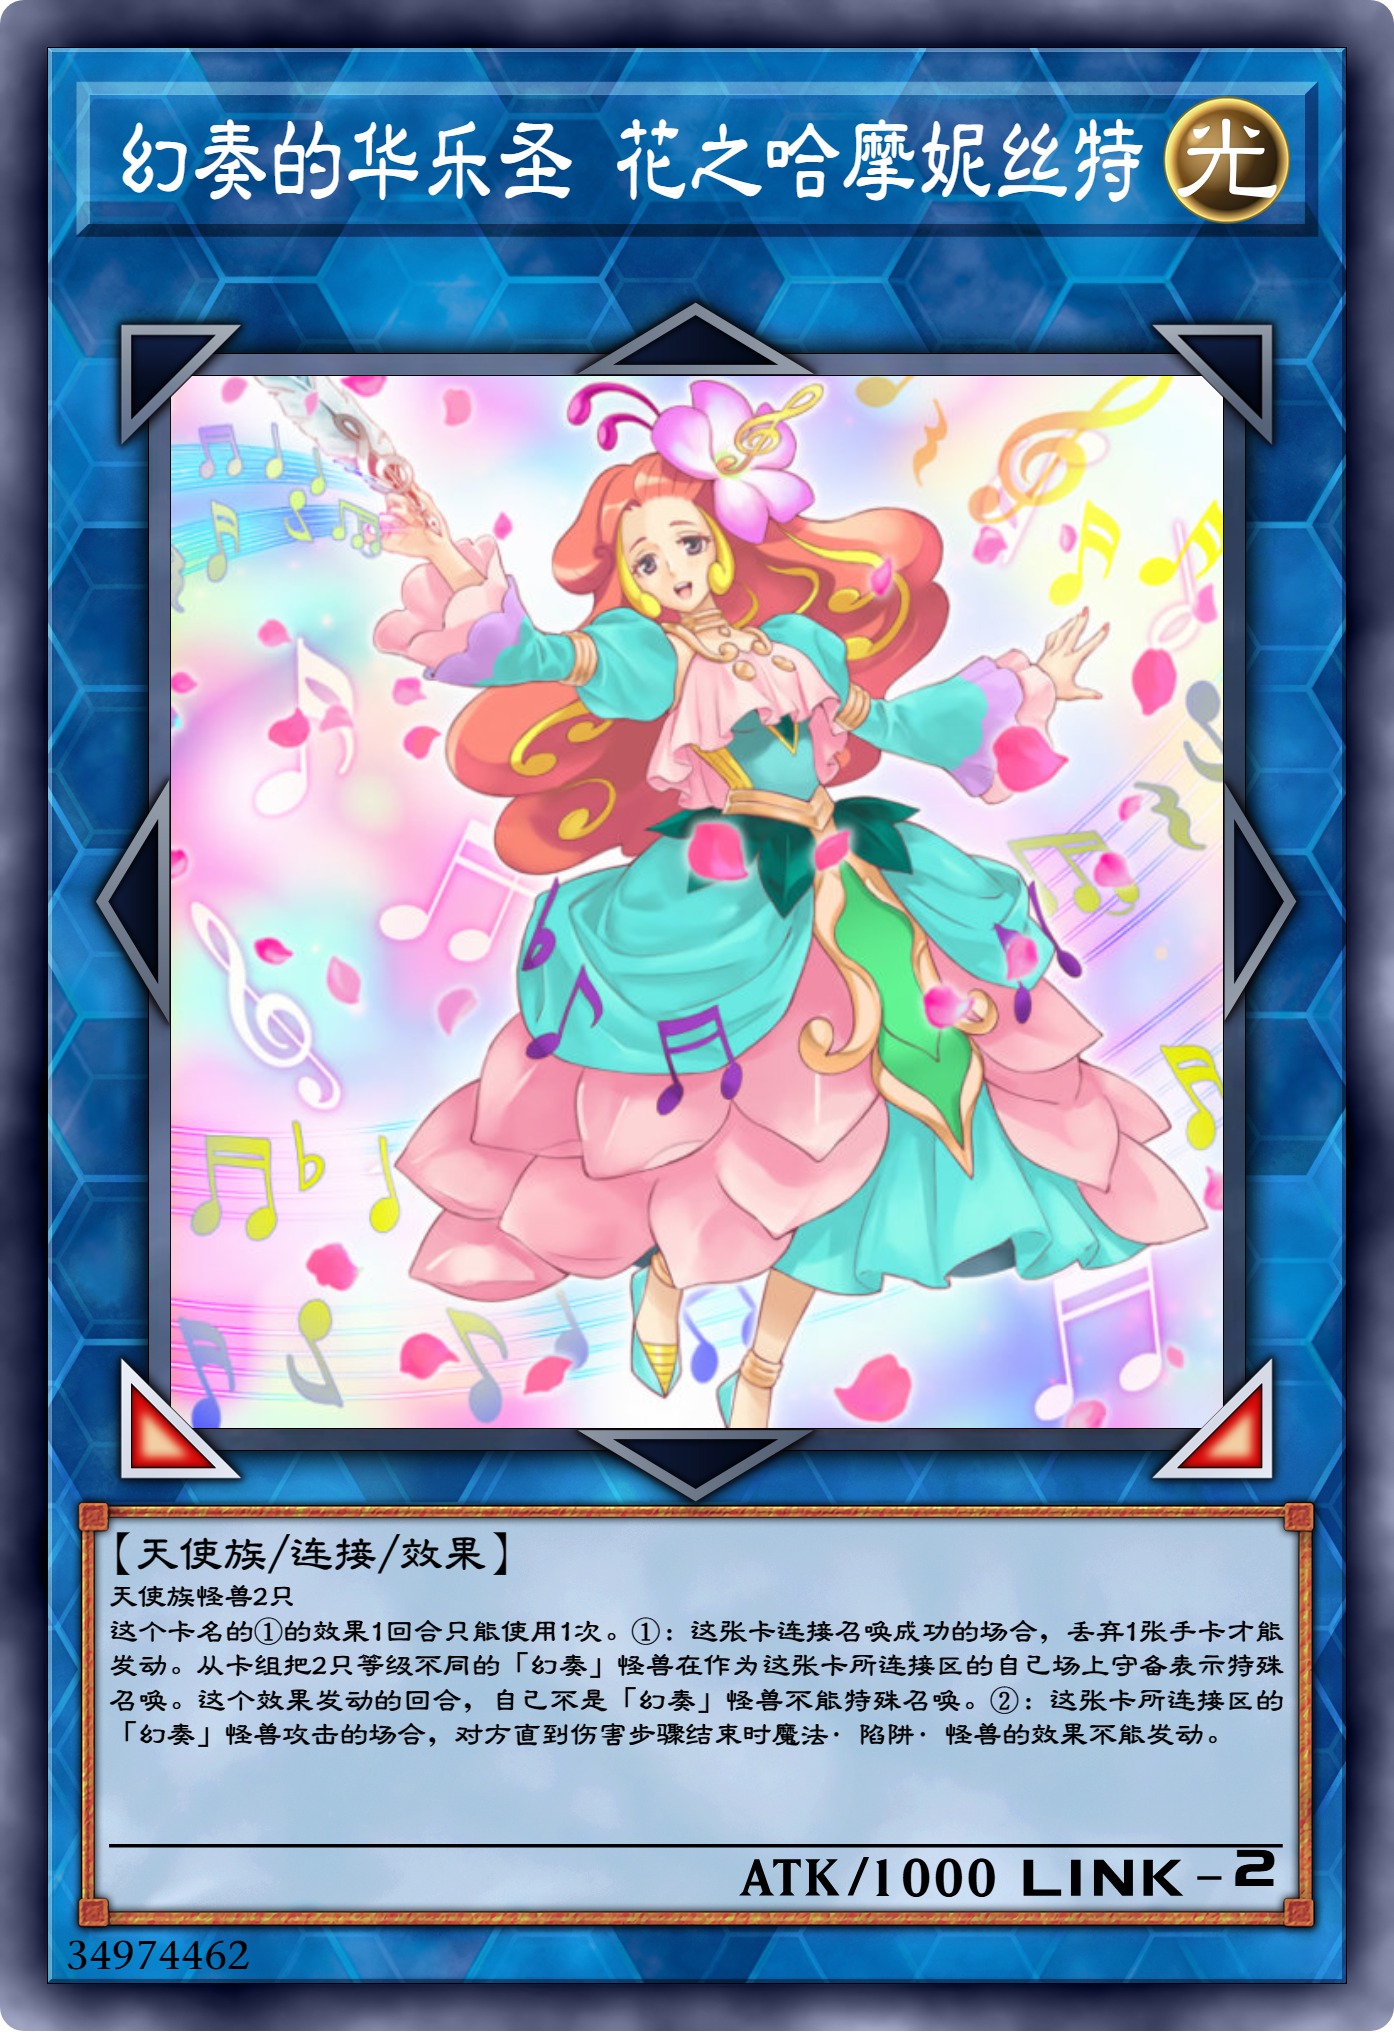 幻奏的华乐圣 花之哈摩妮丝特 光
【天使族/连接/效果】
天使族怪兽2只
这个卡名的①的效果1回合只能使用1次。①：这张卡连接召唤成功的场合，丢弃1张手卡才能
发动。从卡组把2只等级不同的「幻奏」怪兽在作为这张卡所连接区的自己场上守备表示特殊
召唤。这个效果发动的回合，自己不是「幻奏」怪兽不能特殊召唤。②：这张卡所连接区的
「幻奏」怪兽攻击的场合，对方直到伤害步骤结束时魔法·陷阱·怪兽的效果不能发动。
ATK/1000 LINK-2
34974462